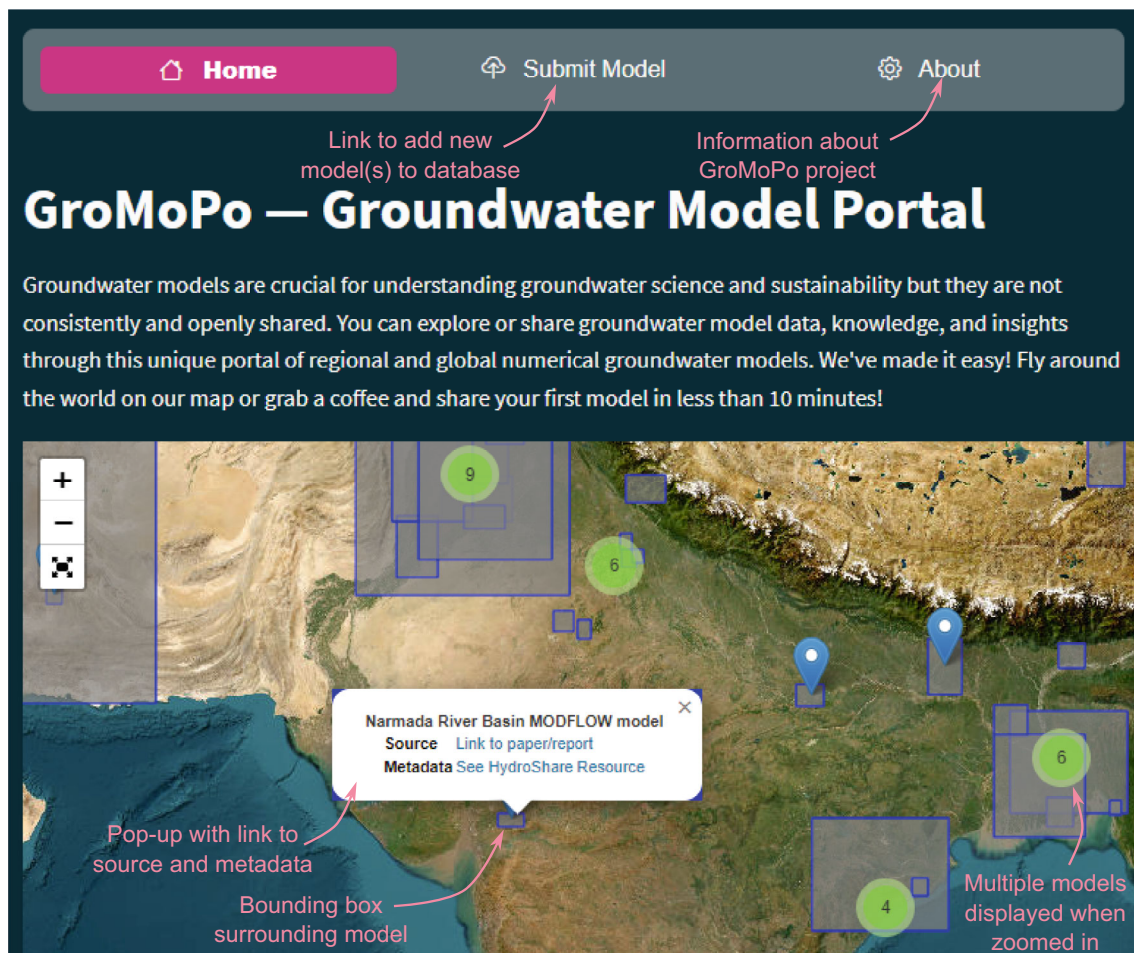 Home
Submit Model
About
Link to add new
model(s) to database
Information about
GroMoPo project
GroMoPo — Groundwater Model Portal
Groundwater models are crucial for understanding groundwater science and sustainability but they are not
consistently and openly shared. You can explore or share groundwater model data, knowledge, and insights
through this unique portal of regional and global numerical groundwater models. We've made it easy! Fly around
the world on our map or grab a coffee and share your first model in less than 10 minutes!
+
−
9
6
×
Narmada River Basin MODFLOW model
Source Link to paper/report
Metadata See HydroShare Resource
6
Pop-up with link to
source and metadata
Bounding box
surrounding model
4
Multiple models
displayed when
zoomed in